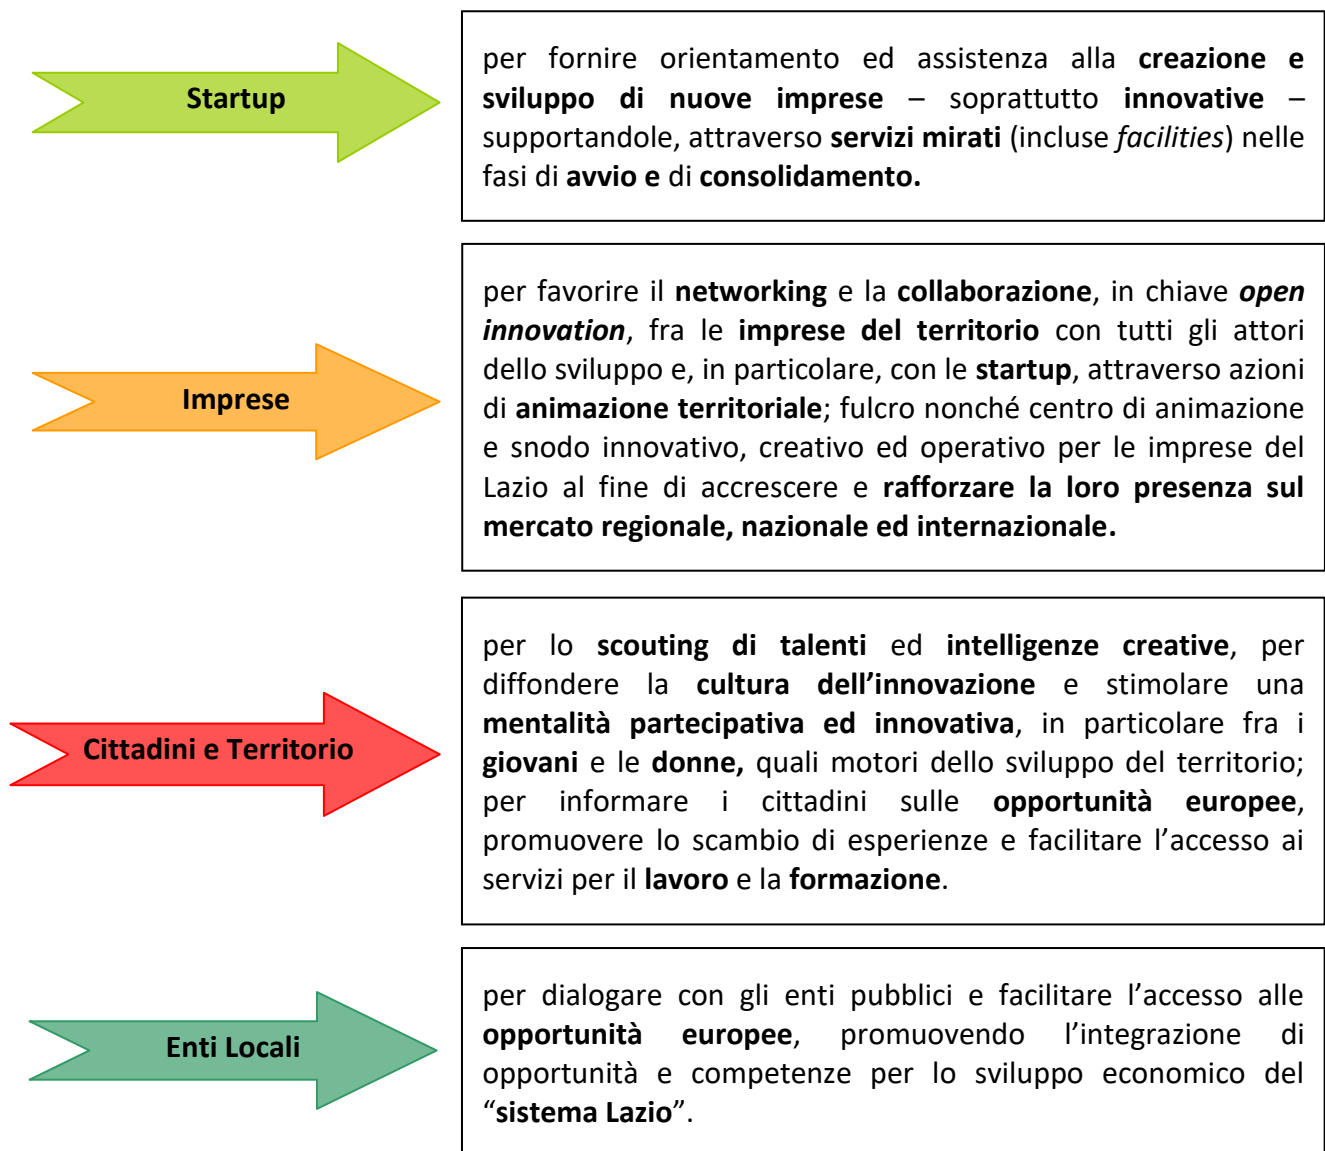 Startup
per fornire orientamento ed assistenza alla creazione e
sviluppo di nuove imprese – soprattutto innovative –
supportandole, attraverso servizi mirati (incluse facilities) nelle
fasi di avvio e di consolidamento.
Imprese
per favorire il networking e la collaborazione, in chiave open
innovation, fra le imprese del territorio con tutti gli attori
dello sviluppo e, in particolare, con le startup, attraverso azioni
di animazione territoriale; fulcro nonché centro di animazione
e snodo innovativo, creativo ed operativo per le imprese del
Lazio al fine di accrescere e rafforzare la loro presenza sul
mercato regionale, nazionale ed internazionale.
Cittadini e Territorio
per lo scouting di talenti ed intelligenze creative, per
diffondere la cultura dell’innovazione e stimolare una
mentalità partecipativa ed innovativa, in particolare fra i
giovani e le donne, quali motori dello sviluppo del territorio;
per informare i cittadini sulle opportunità europee,
promuovere lo scambio di esperienze e facilitare l’accesso ai
servizi per il lavoro e la formazione.
Enti Locali
per dialogare con gli enti pubblici e facilitare l’accesso alle
opportunità europee, promuovendo l’integrazione di
opportunità e competenze per lo sviluppo economico del
“sistema Lazio”.